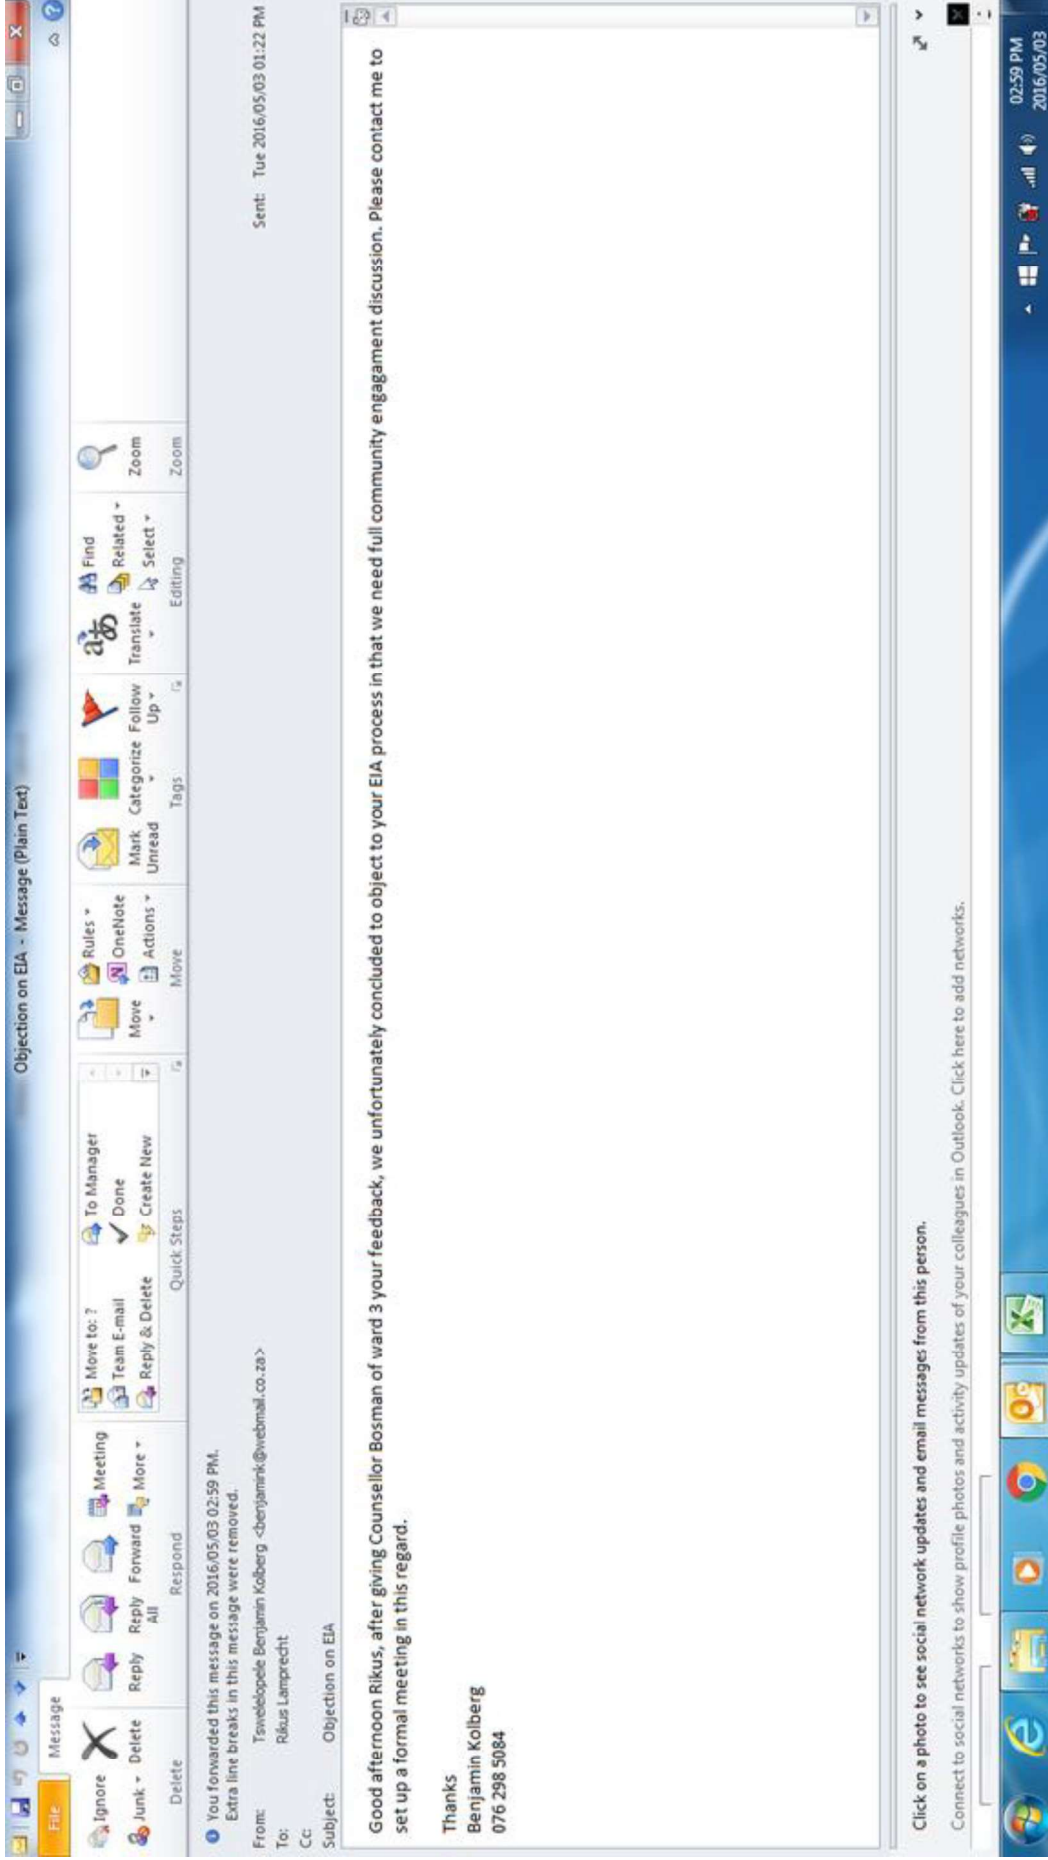 Objection on EIA - Message (Plain Text)
File
Message
Ignore
Junk
Delete
Delete
Reply
Reply All
Forward
Meeting
More
Respond
Move to: ?
Team E-mail
Reply & Delete
To Manager
Done
Create New
Quick Steps
Move
Rules
OneNote
Actions
Move
Mark Unread
Categorize
Follow Up
Tags
Translate
Find
Related
Select
Editing
Zoom
Zoom
You forwarded this message on 2016/05/03 02:59 PM.
Extra line breaks in this message were removed.
From: Tswelelopele Benjamin Kolberg <benjamink@webmail.co.za>
Sent: Tue 2016/05/03 01:22 PM
To: Rikus Lamprecht
Cc:
Subject: Objection on EIA
Good afternoon Rikus, after giving Counsellor Bosman of ward 3 your feedback, we unfortunately concluded to object to your EIA process in that we need full community engagament discussion. Please contact me to
set up a formal meeting in this regard.
Thanks
Benjamin Kolberg
076 298 5084
Click on a photo to see social network updates and email messages from this person.
Connect to social networks to show profile photos and activity updates of your colleagues in Outlook. Click here to add networks.
02:59 PM
2016/05/03